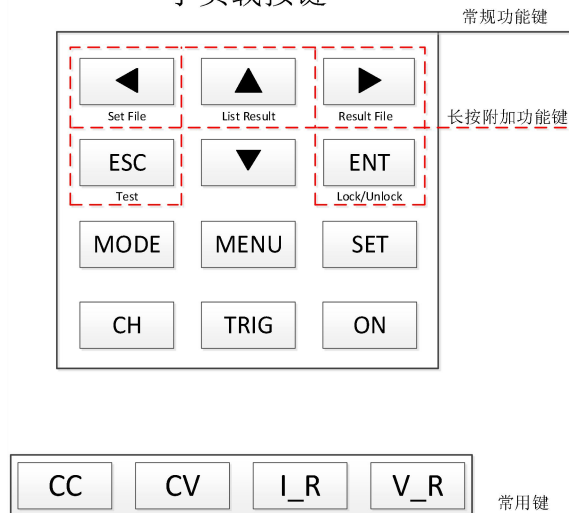 常规功能键
Set File List Result Result File
长按附加功能键
ESC ENT
Test Lock/Unlock
MODE MENU SET
CH TRIG ON
CC CV I_R V_R
常用键